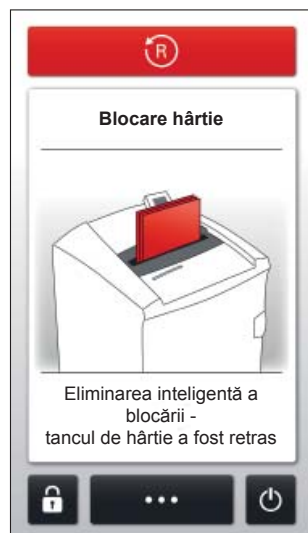 R
Blocare hârtie
Eliminarea inteligentă a
blocării -
tancul de hârtie a fost retras